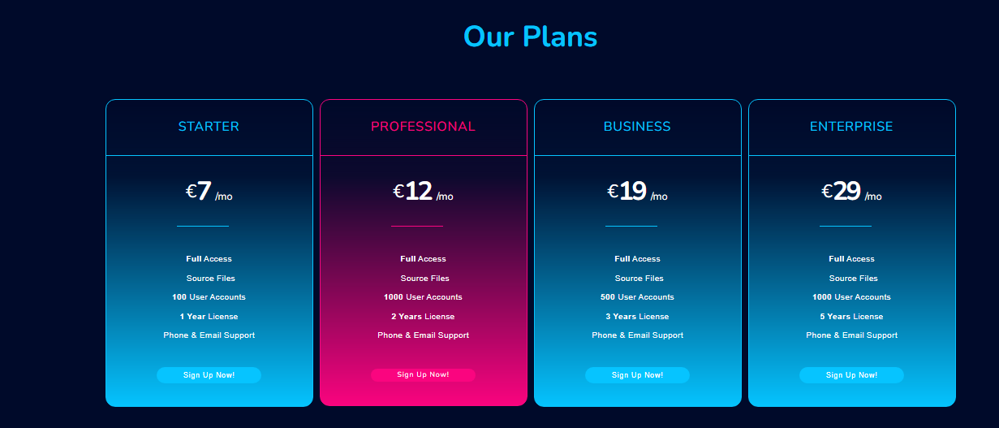 Our Plans
STARTER
€7 /mo
Full Access
Source Files
100 User Accounts
1 Year License
Phone & Email Support
Sign Up Now!
PROFESSIONAL
€12 /mo
Full Access
Source Files
1000 User Accounts
2 Years License
Phone & Email Support
Sign Up Now!
BUSINESS
€19 /mo
Full Access
Source Files
500 User Accounts
3 Years License
Phone & Email Support
Sign Up Now!
ENTERPRISE
€29 /mo
Full Access
Source Files
1000 User Accounts
5 Years License
Phone & Email Support
Sign Up Now!